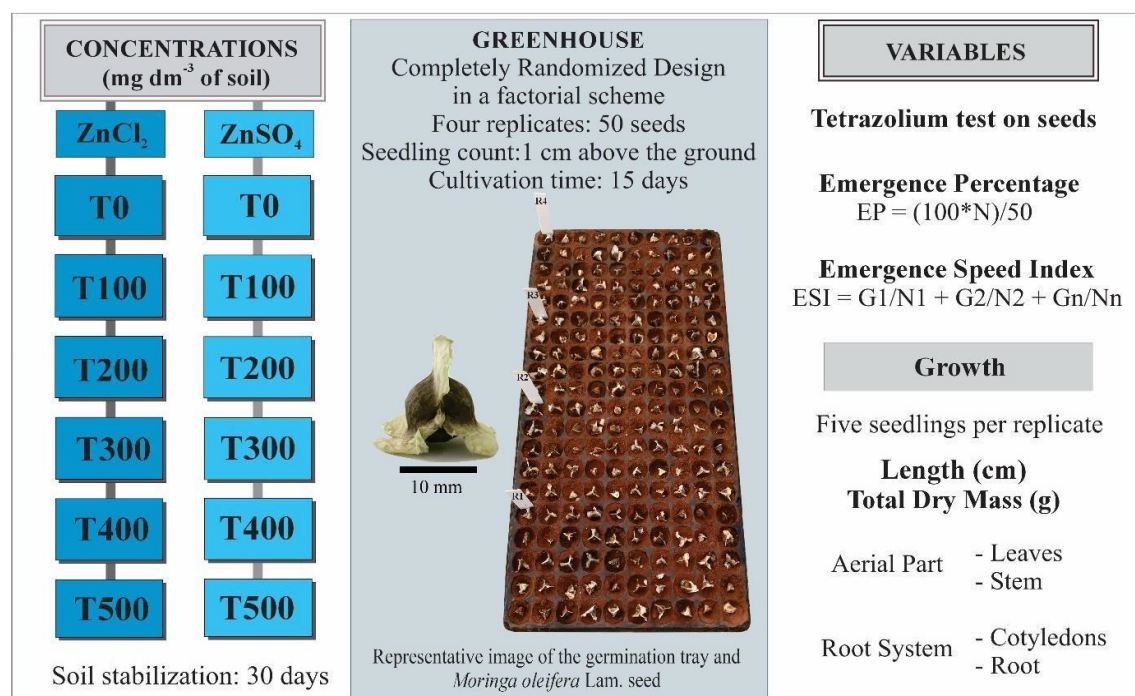 CONCENTRATIONS
(mg dm⁻³ of soil)
ZnCl₂
ZnSO₄
T0
T0
T100
T100
T200
T200
T300
T300
T400
T400
T500
T500
Soil stabilization: 30 days
GREENHOUSE
Completely Randomized Design
in a factorial scheme
Four replicates: 50 seeds
Seedling count:1 cm above the ground
Cultivation time: 15 days
R4
R3
R2
R1
10 mm
Representative image of the germination tray and
Moringa oleifera Lam. seed
VARIABLES
Tetrazolium test on seeds
Emergence Percentage
EP = (100*N)/50
Emergence Speed Index
ESI = G1/N1 + G2/N2 + Gn/Nn
Growth
Five seedlings per replicate
Length (cm)
Total Dry Mass (g)
Aerial Part
- Leaves
- Stem
Root System
- Cotyledons
- Root